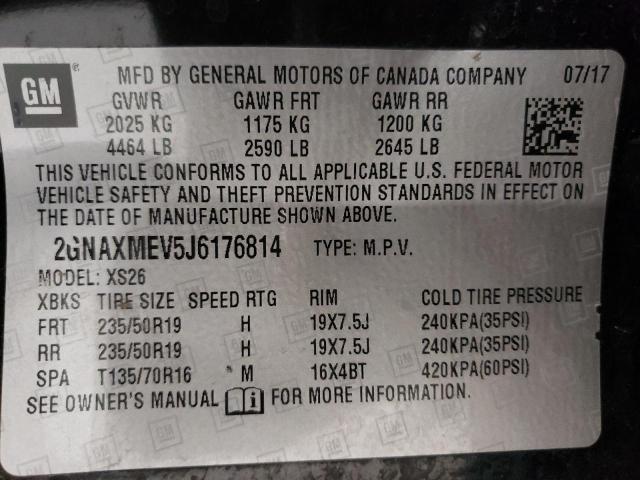 GM ® MFD BY GENERAL MOTORS OF CANADA COMPANY 07/17
GVWR GAWR FRT GAWR RR
2025 KG 1175 KG 1200 KG
4464 LB 2590 LB 2645 LB
THIS VEHICLE CONFORMS TO ALL APPLICABLE U.S. FEDERAL MOTOR
VEHICLE SAFETY AND THEFT PREVENTION STANDARDS IN EFFECT ON
THE DATE OF MANUFACTURE SHOWN ABOVE.
2GNAXMEV5J6176814 TYPE: M.P.V.
MODEL: XS26
XBKS TIRE SIZE SPEED RTG RIM COLD TIRE PRESSURE
FRT 235/50R19 H 19X7.5J 240KPA(35PSI)
RR 235/50R19 H 19X7.5J 240KPA(35PSI)
SPA T135/70R16 M 16X4BT 420KPA(60PSI)
SEE OWNER'S MANUAL i FOR MORE INFORMATION.